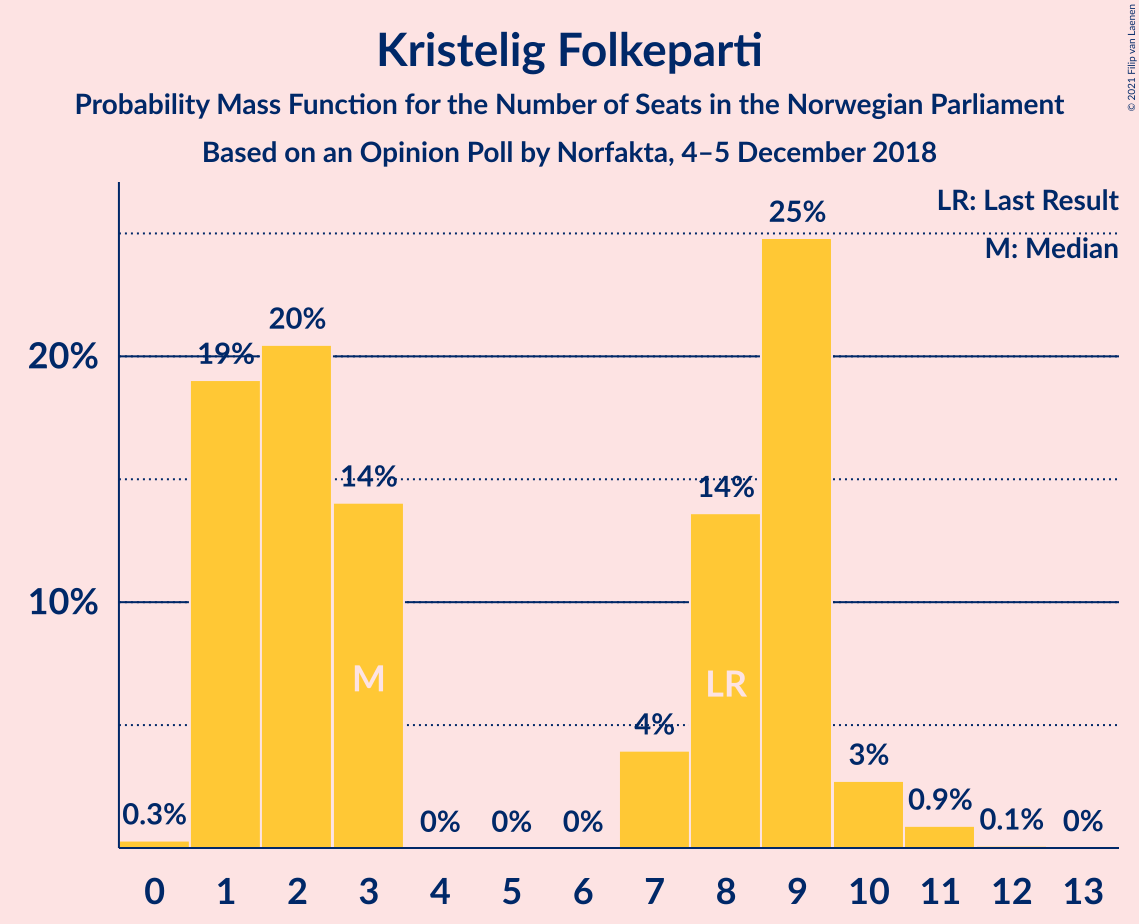 Kristelig Folkeparti
Probability Mass Function for the Number of Seats in the Norwegian Parliament
Based on an Opinion Poll by Norfakta, 4–5 December 2018
© 2021 Filip van Laenen
LR: Last Result
M: Median
25%
20%
19%
20%
14%
14%
10%
M
LR
4%
3%
0.3%
0%
0%
0%
0.9%
0.1%
0%
0 1 2 3 4 5 6 7 8 9 10 11 12 13